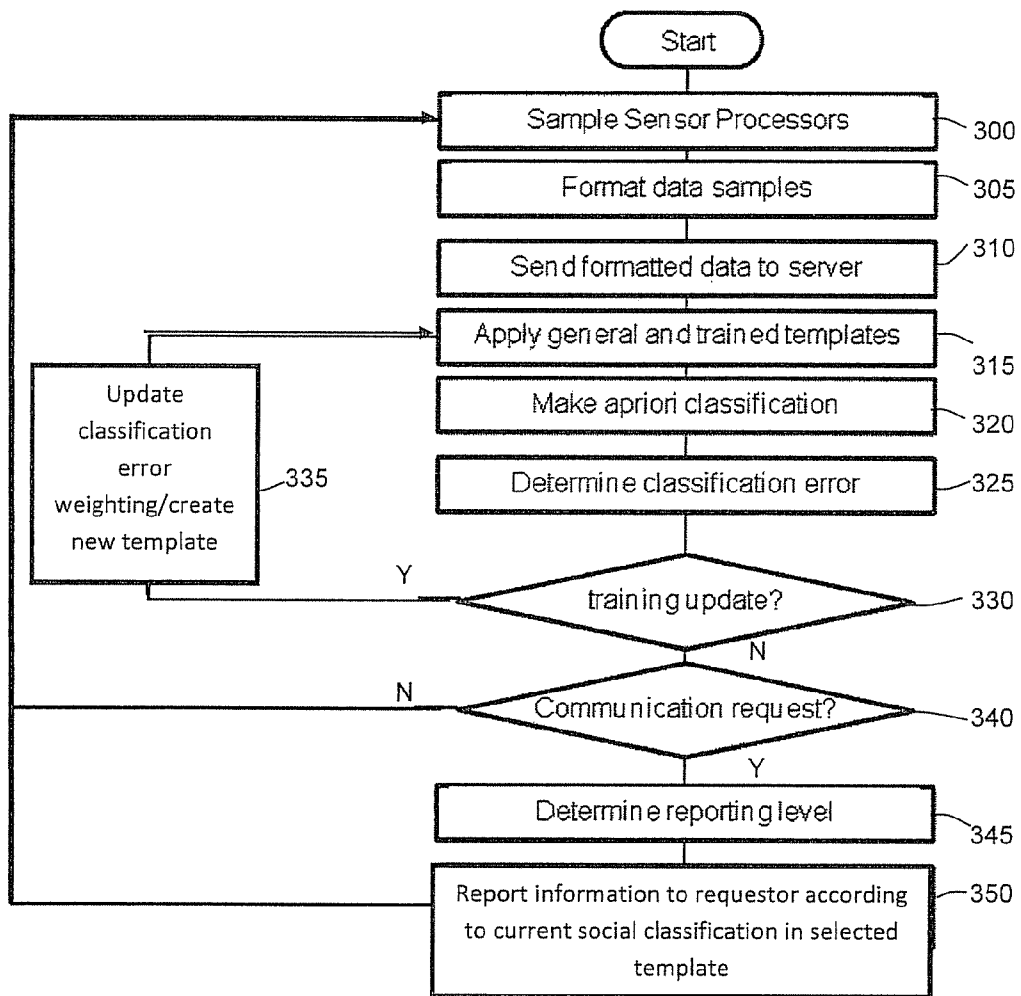 Start
Sample Sensor Processors
300
Format data samples
305
Send formatted data to server
310
Apply general and trained templates
315
Make apriori classification
320
Determine classification error
325
Update
classification
error
weighting/create
new template
335
Y
training update?
330
N
N
Communication request?
340
Y
Determine reporting level
345
Report information to requestor according
to current social classification in selected
template
350